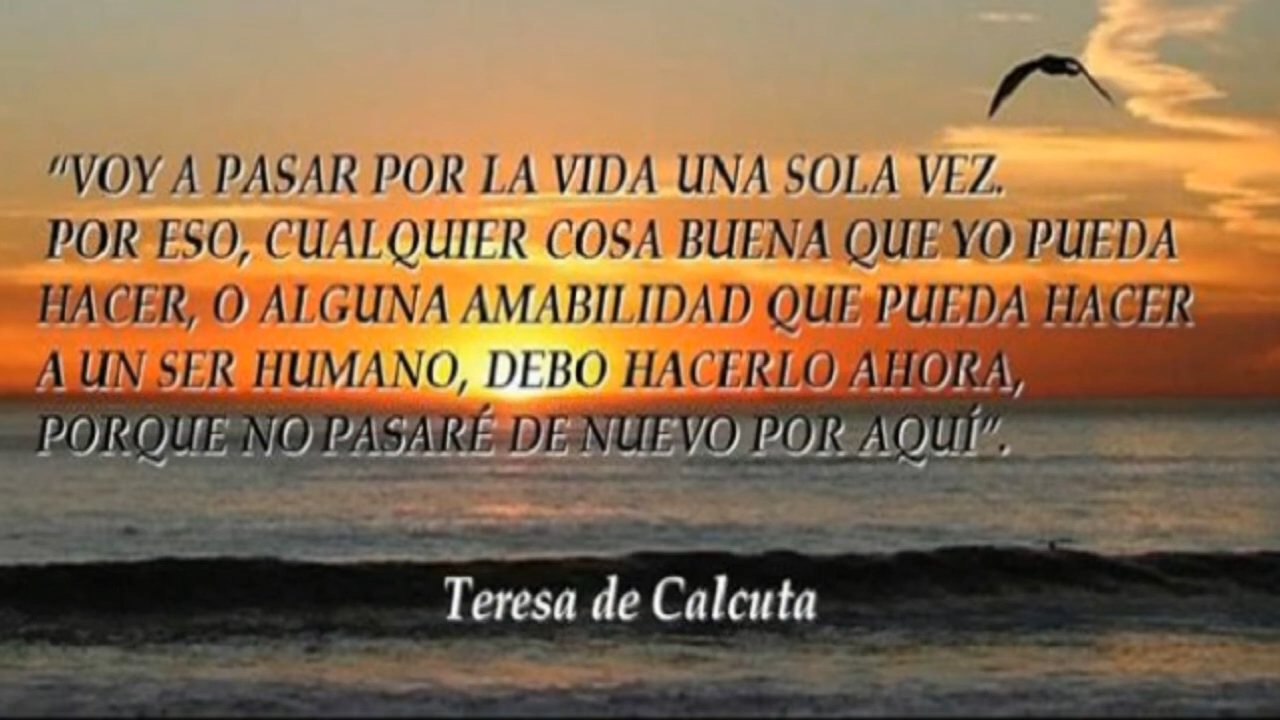 “VOY A PASAR POR LA VIDA UNA SOLA VEZ.
POR ESO, CUALQUIER COSA BUENA QUE YO PUEDA
HACER, O ALGUNA AMABILIDAD QUE PUEDA HACER
A UN SER HUMANO, DEBO HACERLO AHORA,
PORQUE NO PASARÉ DE NUEVO POR AQUÍ”.
Teresa de Calcuta